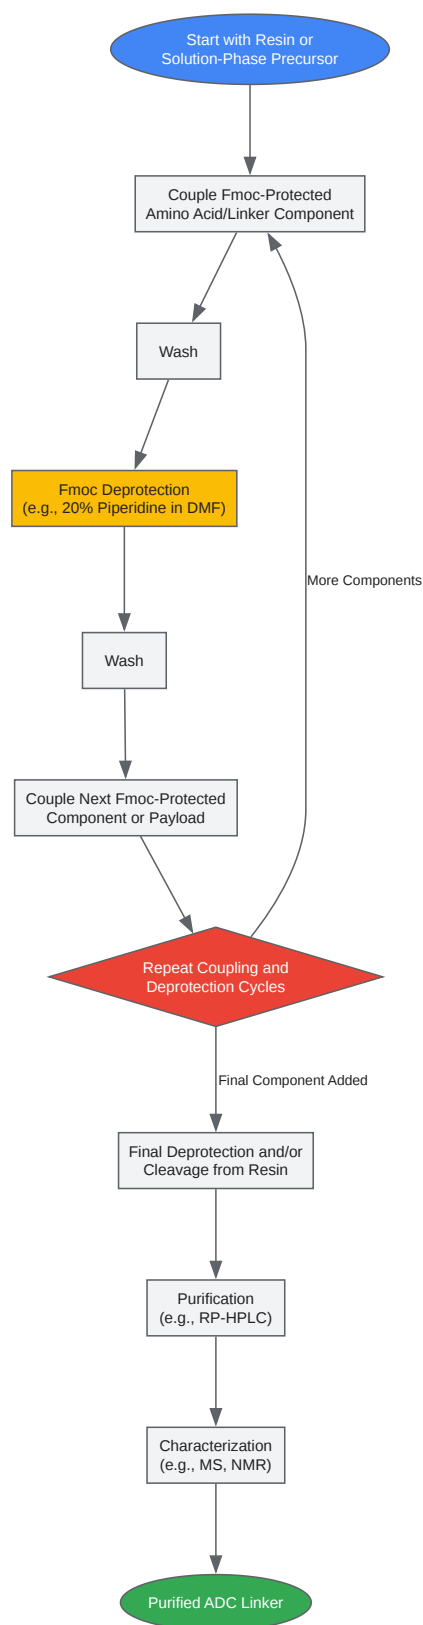 Start with Resin or
Solution-Phase Precursor
Couple Fmoc-Protected
Amino Acid/Linker Component
Wash
Fmoc Deprotection
(e.g., 20% Piperidine in DMF)
More Components
Wash
Couple Next Fmoc-Protected
Component or Payload
Repeat Coupling and
Deprotection Cycles
Final Component Added
Final Deprotection and/or
Cleavage from Resin
Purification
(e.g., RP-HPLC)
Characterization
(e.g., MS, NMR)
Purified ADC Linker